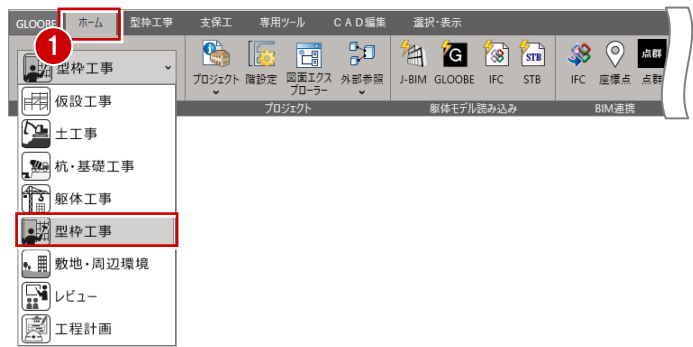 GLOOBE ホーム 型枠工事 支保工 専用ツール CAD編集 選択・表示
1
型枠工事
プロジェクト 階設定 図面エクスプローラー 外部参照 J-BIM GLOOBE IFC STB IFC 座標点 点群
プロジェクト 躯体モデル読み込み BIM連携
G STB 点群
仮設工事
土工事
杭・基礎工事
躯体工事
型枠工事
敷地・周辺環境
レビュー
工程計画